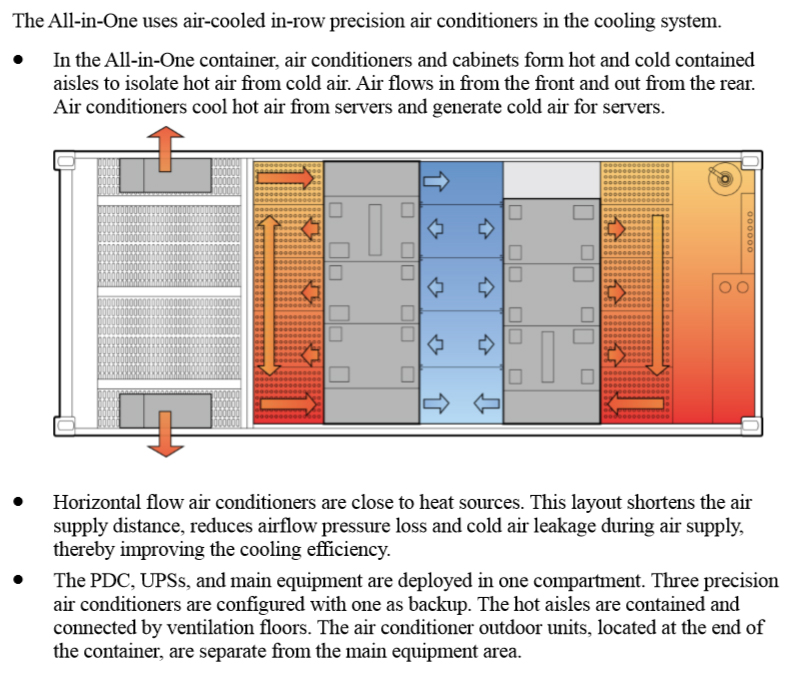 The All-in-One uses air-cooled in-row precision air conditioners in the cooling system.
● In the All-in-One container, air conditioners and cabinets form hot and cold contained
aisles to isolate hot air from cold air. Air flows in from the front and out from the rear.
Air conditioners cool hot air from servers and generate cold air for servers.
● Horizontal flow air conditioners are close to heat sources. This layout shortens the air
supply distance, reduces airflow pressure loss and cold air leakage during air supply,
thereby improving the cooling efficiency.
● The PDC, UPSs, and main equipment are deployed in one compartment. Three precision
air conditioners are configured with one as backup. The hot aisles are contained and
connected by ventilation floors. The air conditioner outdoor units, located at the end of
the container, are separate from the main equipment area.